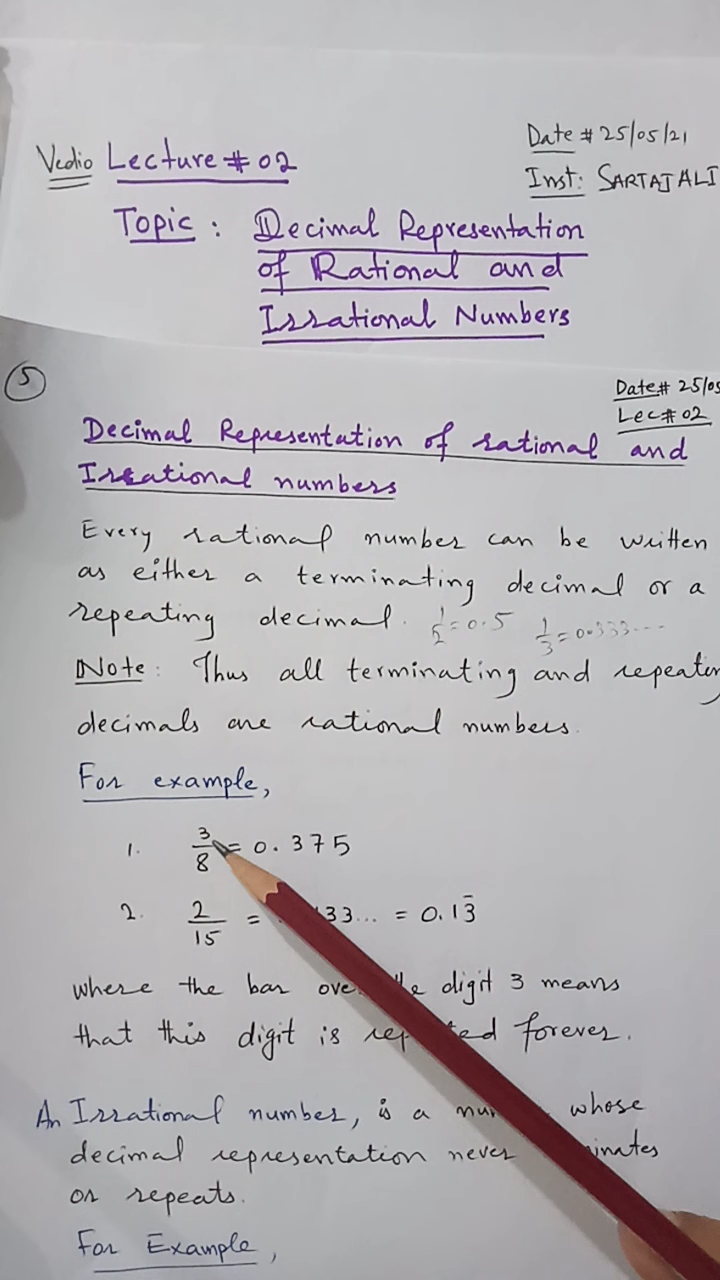 Vedio Lecture # 02
Date # 25/05/21
Inst: SARTAJ ALI
Topic: Decimal Representation
of Rational and
Irrational Numbers
5
Date# 25/05
Lec# 02
Decimal Representation of rational and
Irrational numbers
Every rational number can be written
as either a terminating decimal or a
repeating decimal. 1/2 = 0.5 1/3 = 0.333...
Note: Thus all terminating and repeatin
decimals are rational numbers.
For example,
1. 3/8 = 0.375
2. 2/15 = 33... = 0.13̄
where the bar ove digit 3 means
that this digit is forever.
An Irrational number, is a whose
decimal representation never
or repeats.
For Example,